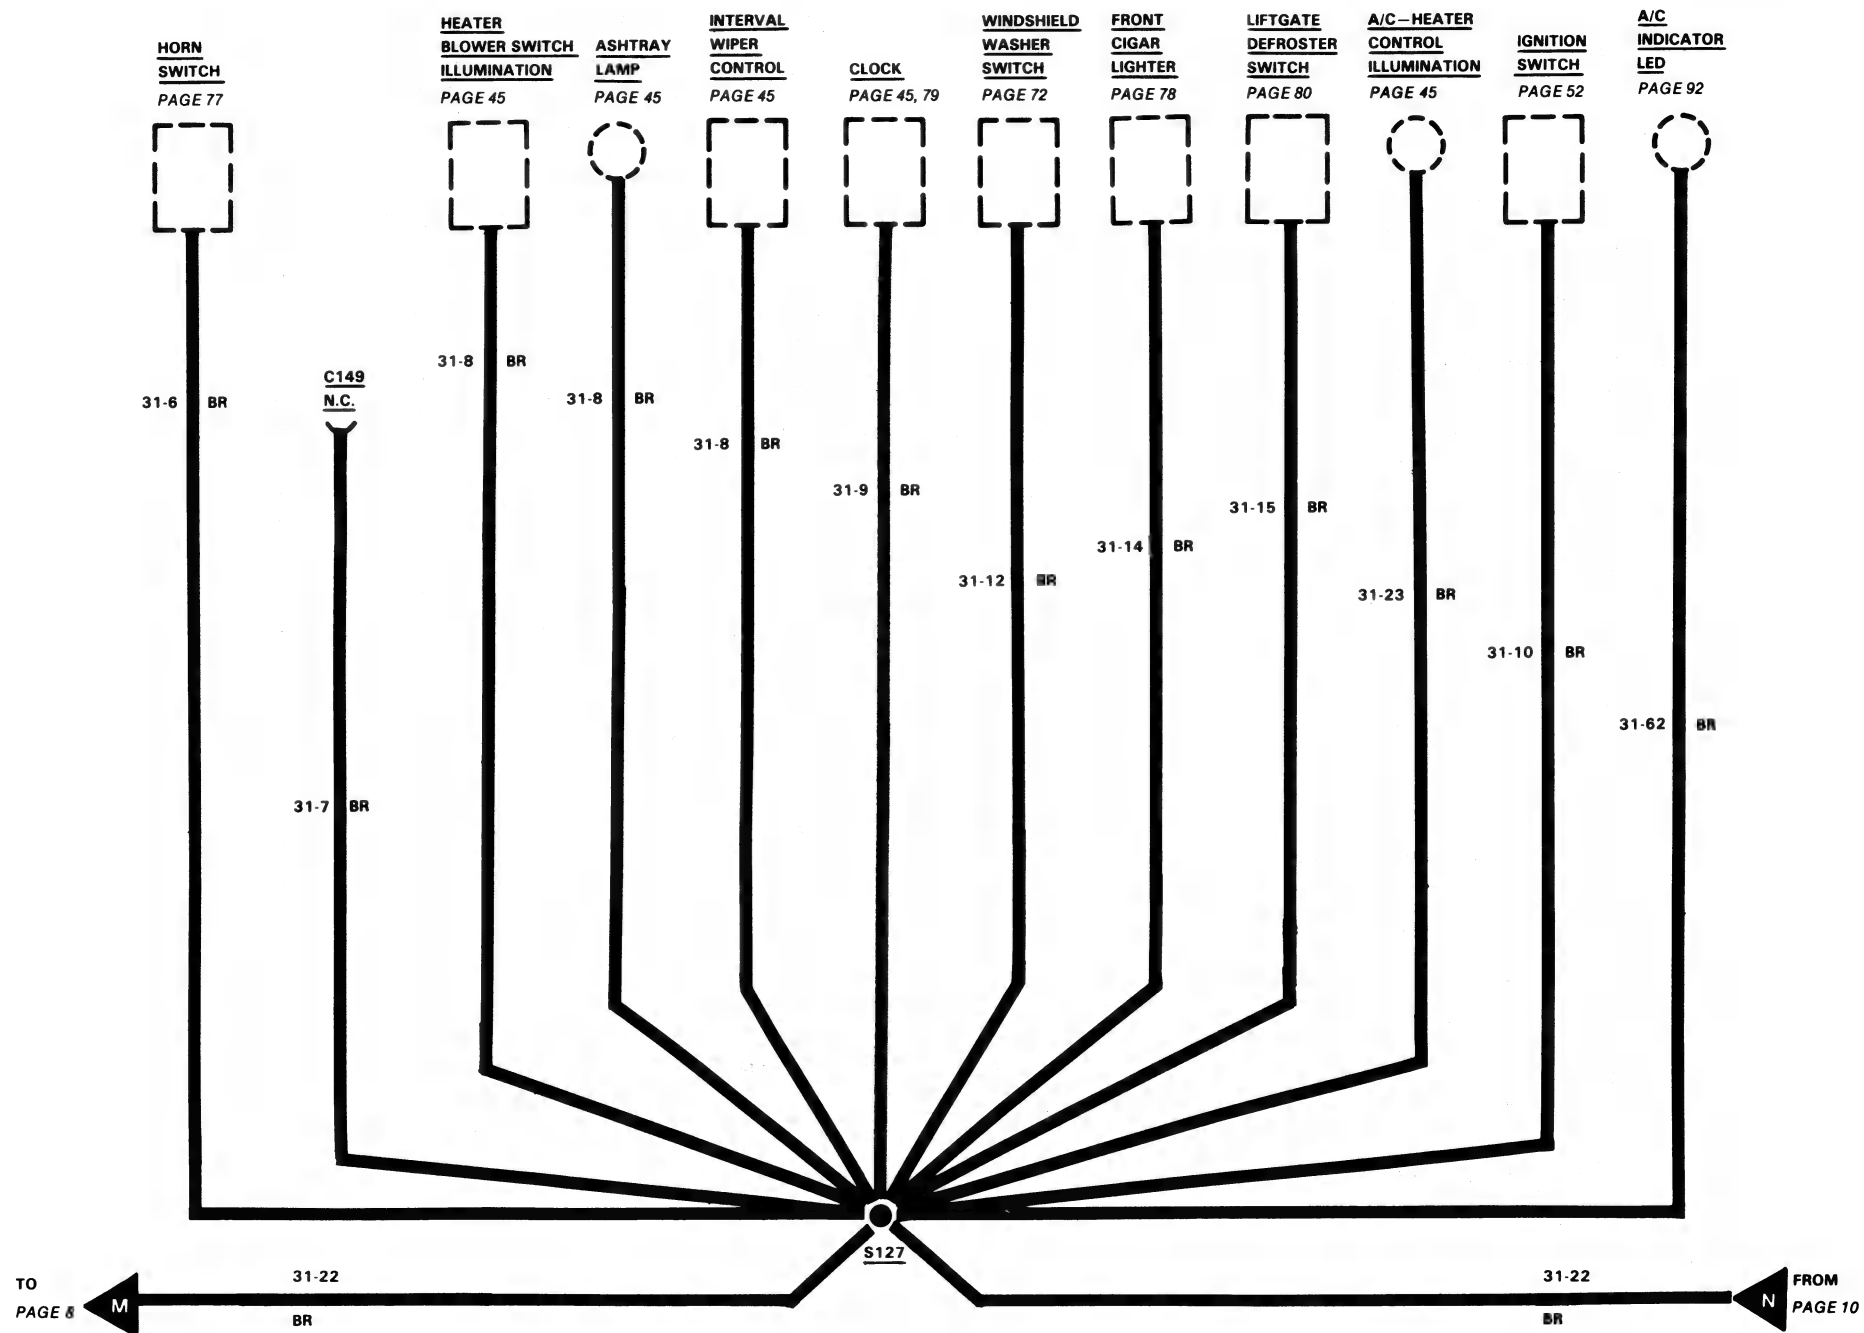 HORN
SWITCH
PAGE 77
HEATER
BLOWER SWITCH
ILLUMINATION
PAGE 45
ASHTRAY
LAMP
PAGE 45
INTERVAL
WIPER
CONTROL
PAGE 45
CLOCK
PAGE 45, 79
WINDSHIELD
WASHER
SWITCH
PAGE 72
FRONT
CIGAR
LIGHTER
PAGE 78
LIFTGATE
DEFROSTER
SWITCH
PAGE 80
A/C–HEATER
CONTROL
ILLUMINATION
PAGE 45
IGNITION
SWITCH
PAGE 52
A/C
INDICATOR
LED
PAGE 92
C149
N.C.
31-6 BR
31-7 BR
31-8 BR
31-8 BR
31-8 BR
31-9 BR
31-12 BR
31-14 BR
31-15 BR
31-23 BR
31-10 BR
31-62 BR
S127
TO
PAGE 8
M
31-22
BR
31-22
BR
N
FROM
PAGE 10